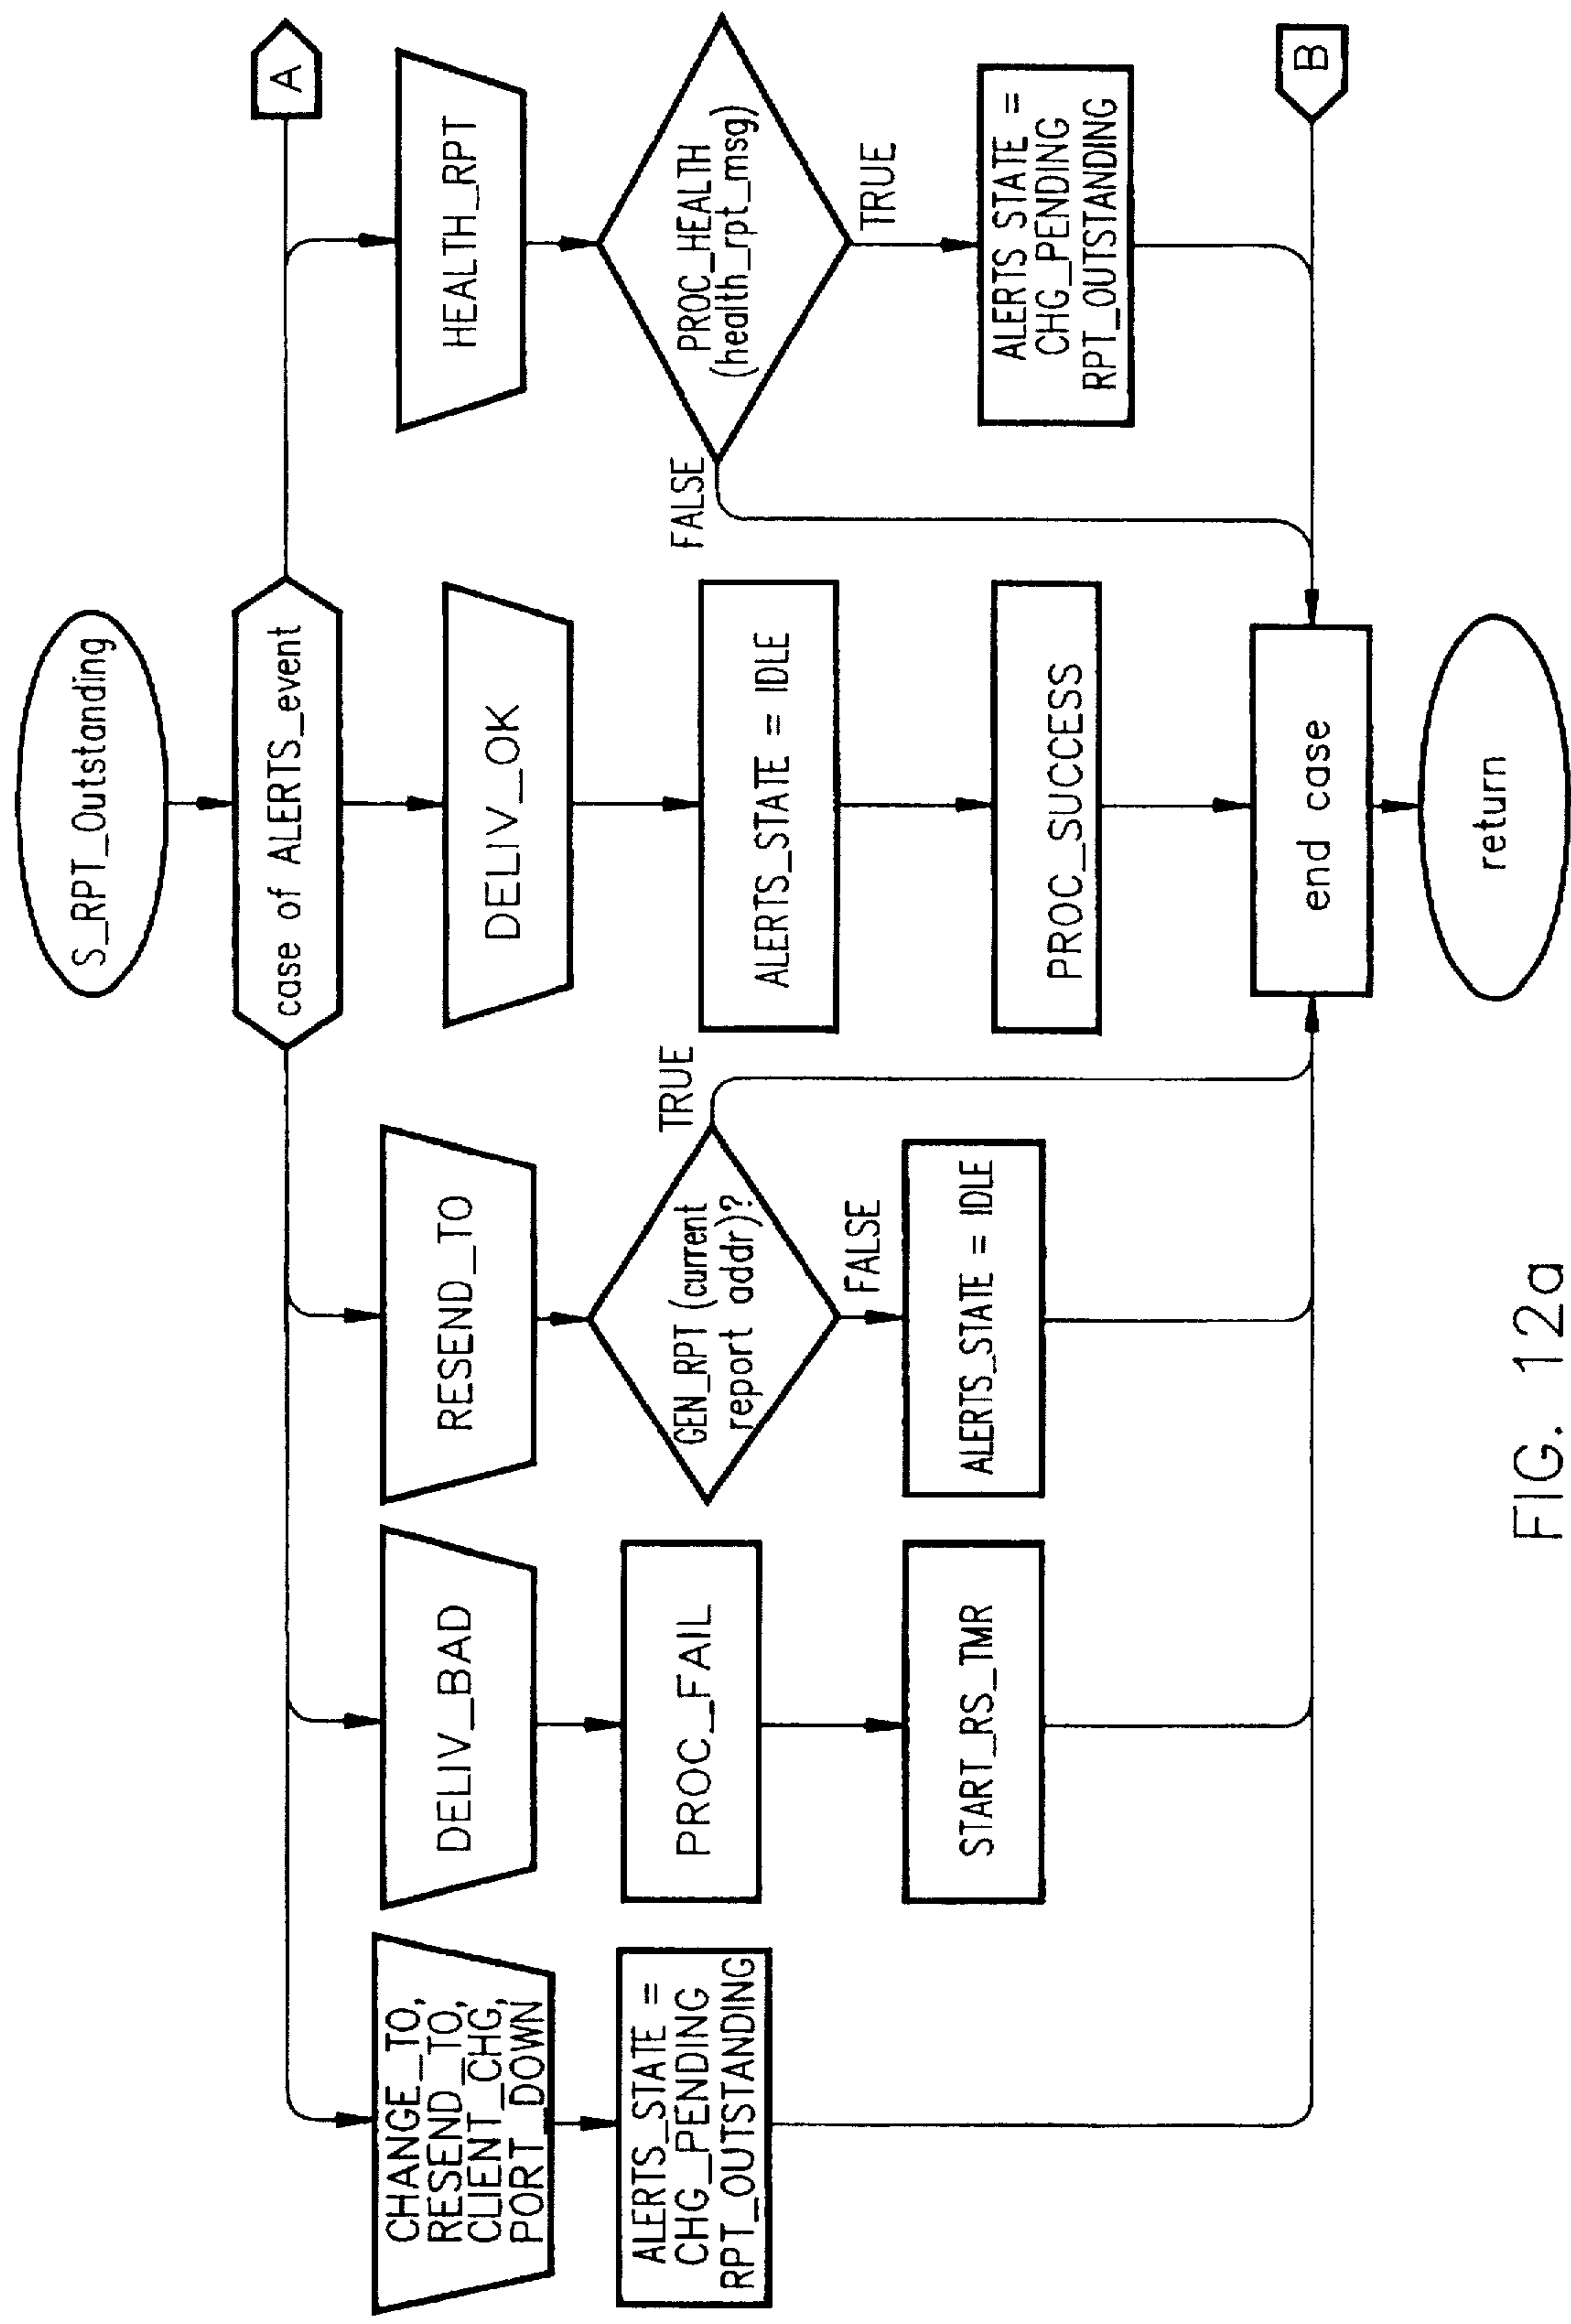 S_RPT_Outstanding
case of ALERTS_event
A
CHANGE_TO,
RESEND_TO,
CLIENT_CHG,
PORT_DOWN
ALERTS_STATE =
CHG_PENDING
RPT_OUTSTANDING
DELIV_BAD
PROC_FAIL
START_RS_TMR
RESEND_TO
GEN_RPT (current
report addr)?
TRUE
FALSE
ALERTS_STATE = IDLE
DELIV_OK
ALERTS_STATE = IDLE
PROC_SUCCESS
HEALTH_RPT
PROC_HEALTH
(health_rpt_msg)
FALSE
TRUE
ALERTS STATE =
CHG_PENDING
RPT_OUTSTANDING
B
end case
return
FIG. 12a